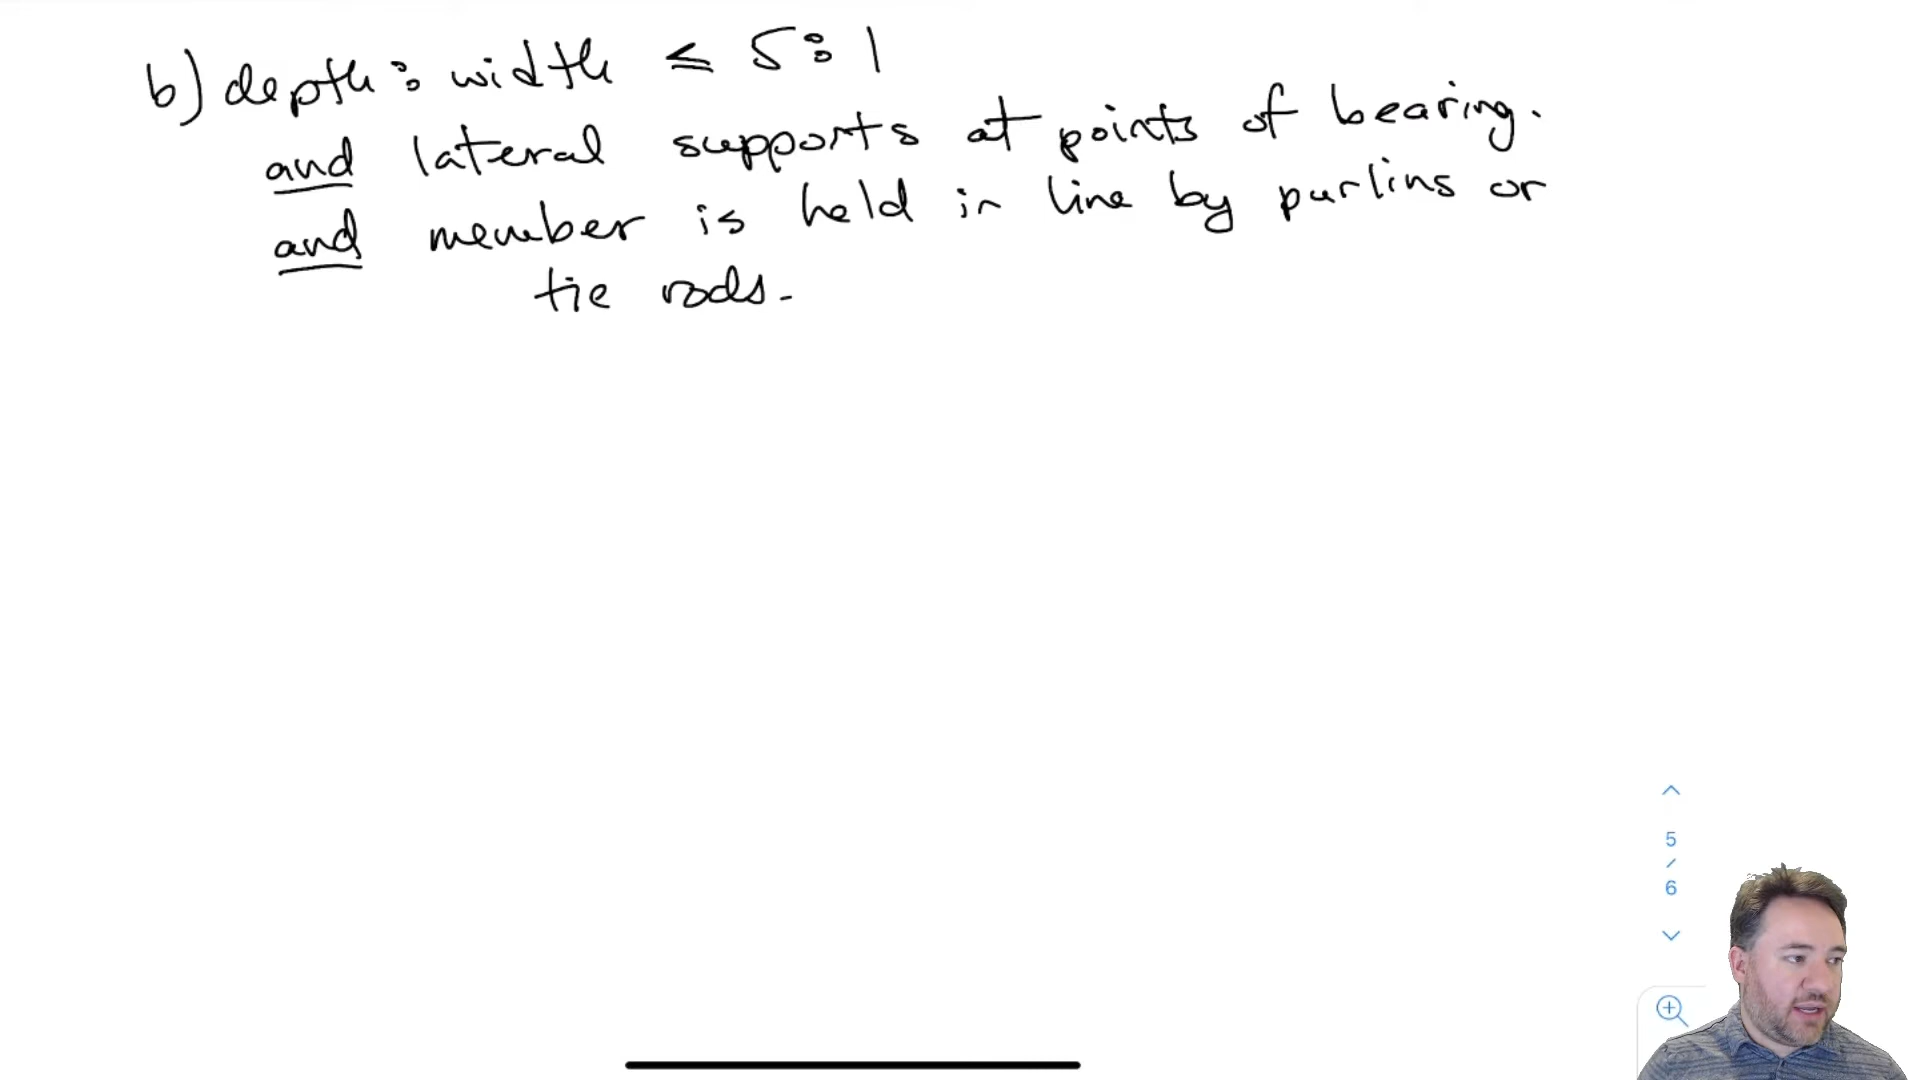 b) depth : width ≤ 5 : 1
and lateral supports at points of bearing.
and member is held in line by purlins or
tie rods.
5
/
6